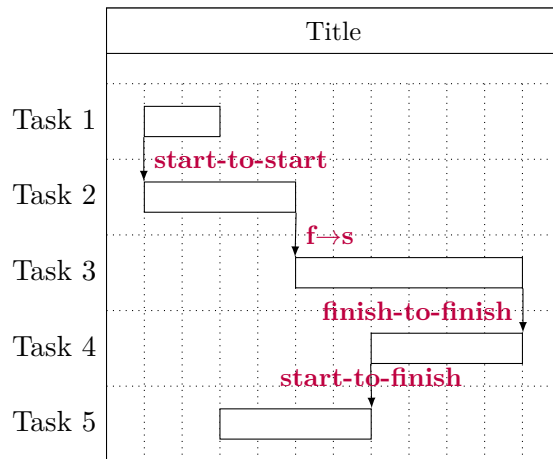 Title
Task 1
start-to-start
Task 2
f→s
Task 3
finish-to-finish
Task 4
start-to-finish
Task 5